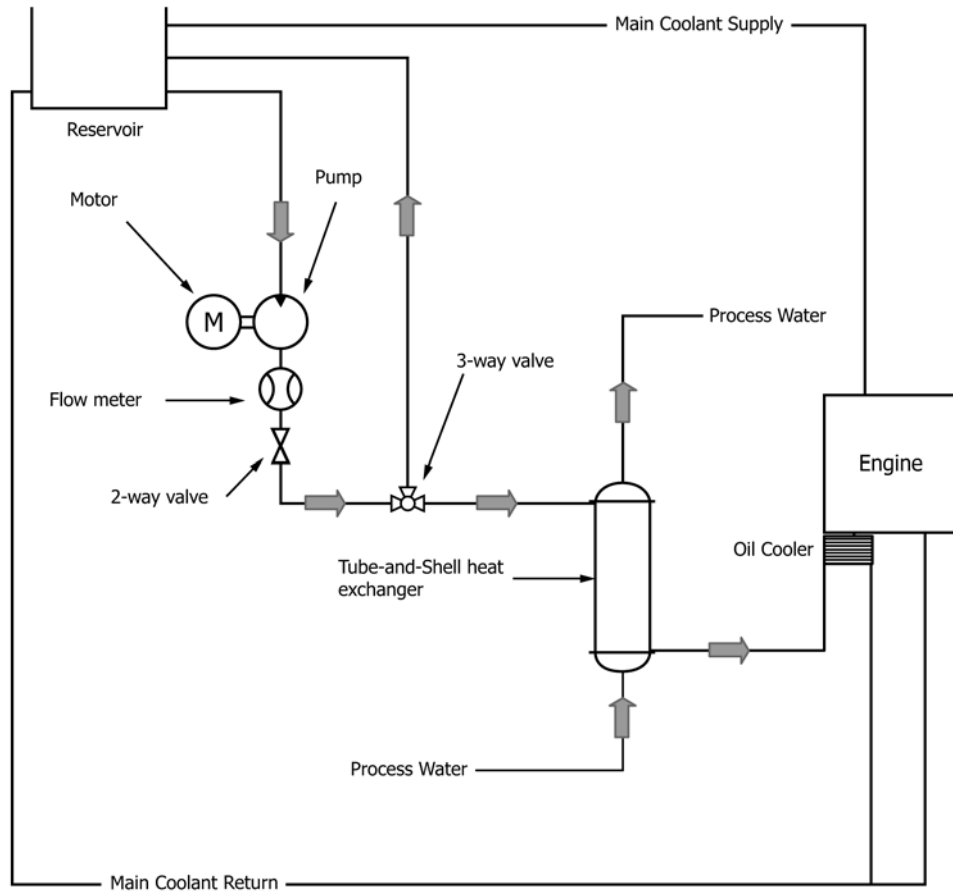 Main Coolant Supply
Reservoir
Pump
Motor
M
Process Water
3-way valve
Flow meter
Engine
2-way valve
Oil Cooler
Tube-and-Shell heat
exchanger
Process Water
Main Coolant Return